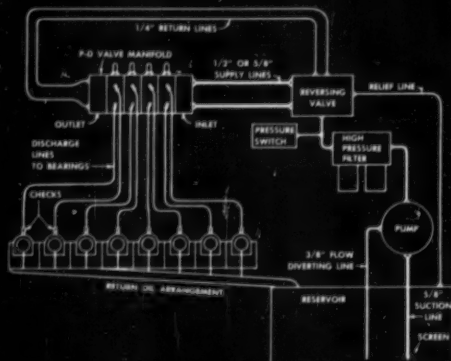 1/4" RETURN LINES
P-D VALVE MANIFOLD
1/2" OR 5/8"
SUPPLY LINES
REVERSING
VALVE
RELIEF LINE
OUTLET
INLET
PRESSURE
SWITCH
HIGH
PRESSURE
FILTER
DISCHARGE
LINES
TO BEARINGS
CHECKS
PUMP
3/8" FLOW
DIVERTING LINE
RETURN OIL ARRANGEMENT
RESERVOIR
5/8"
SUCTION
LINE
SCREEN